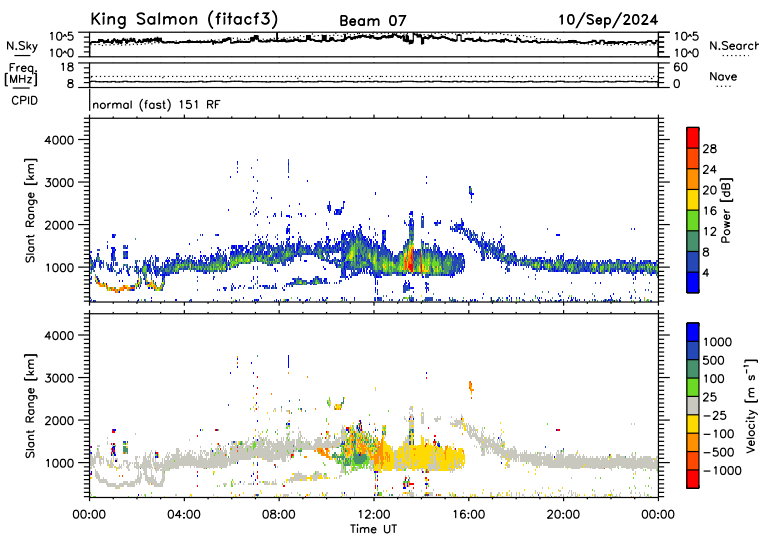 King Salmon (fitacf3) Beam 07 10/Sep/2024
N.Sky 10^5 10^0 10^5 10^0 N.Search
Freq. [MHz] 18 8 60 0 Nave
CPID normal (fast) 151 RF
Slant Range [km] 4000 3000 2000 1000
Power [dB] 28 24 20 16 12 8 4
Slant Range [km] 4000 3000 2000 1000
Velocity [m s⁻¹] 1000 500 100 25 -25 -100 -500 -1000
00:00 04:00 08:00 12:00 16:00 20:00 00:00
Time UT